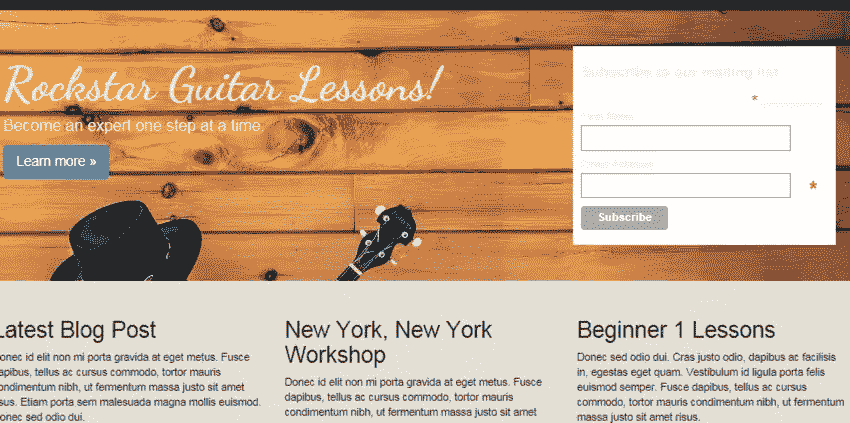 Rockstar Guitar Lessons!
Become an expert one step at a time.
Learn more »
Subscribe to our mailing list
*
*
Subscribe
Latest Blog Post
onec id elit non mi porta gravida at eget metus. Fusce
dapibus, tellus ac cursus commodo, tortor mauris
condimentum nibh, ut fermentum massa justo sit amet
isus. Etiam porta sem malesuada magna mollis euismod.
onec sed odio dui.
New York, New York
Workshop
Donec id elit non mi porta gravida at eget metus. Fusce
dapibus, tellus ac cursus commodo, tortor mauris
condimentum nibh, ut fermentum massa justo sit amet
Beginner 1 Lessons
Donec sed odio dui. Cras justo odio, dapibus ac facilisis
in, egestas eget quam. Vestibulum id ligula porta felis
euismod semper. Fusce dapibus, tellus ac cursus
commodo, tortor mauris condimentum nibh, ut fermentum
massa justo sit amet risus.